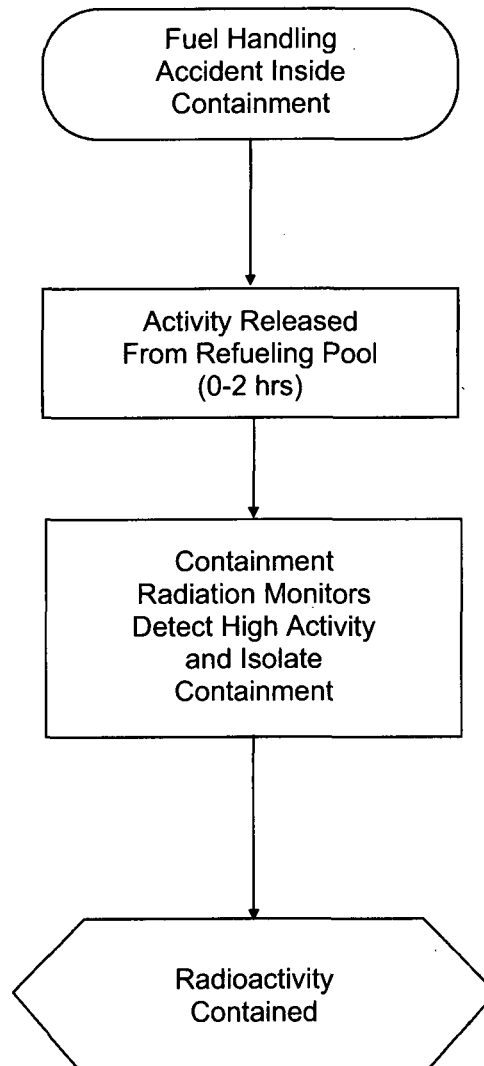 Fuel Handling
Accident Inside
Containment
Activity Released
From Refueling Pool
(0-2 hrs)
Containment
Radiation Monitors
Detect High Activity
and Isolate
Containment
Radioactivity
Contained